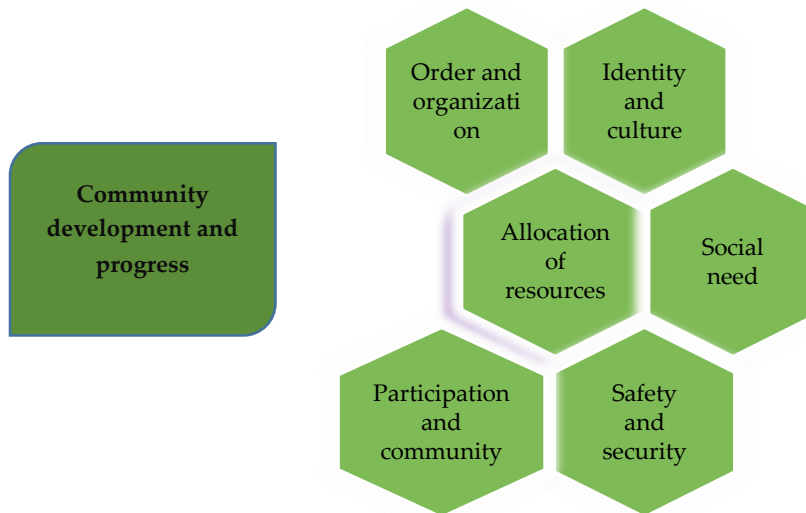 Community
development and
progress
Order and
organizati
on
Identity
and
culture
Allocation
of
resources
Social
need
Participation
and
community
Safety
and
security